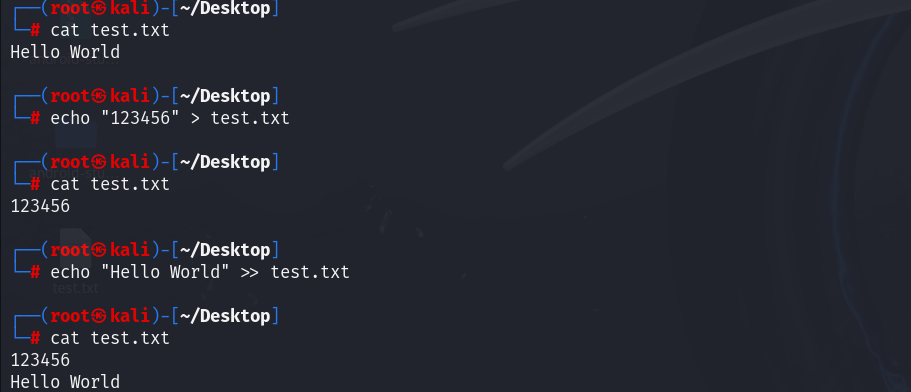 ┌──(root㉿kali)-[~/Desktop]
└─# cat test.txt
Hello World
┌──(root㉿kali)-[~/Desktop]
└─# echo "123456" > test.txt
┌──(root㉿kali)-[~/Desktop]
└─# cat test.txt
123456
┌──(root㉿kali)-[~/Desktop]
└─# echo "Hello World" >> test.txt
test.txt
┌──(root㉿kali)-[~/Desktop]
└─# cat test.txt
123456
Hello World